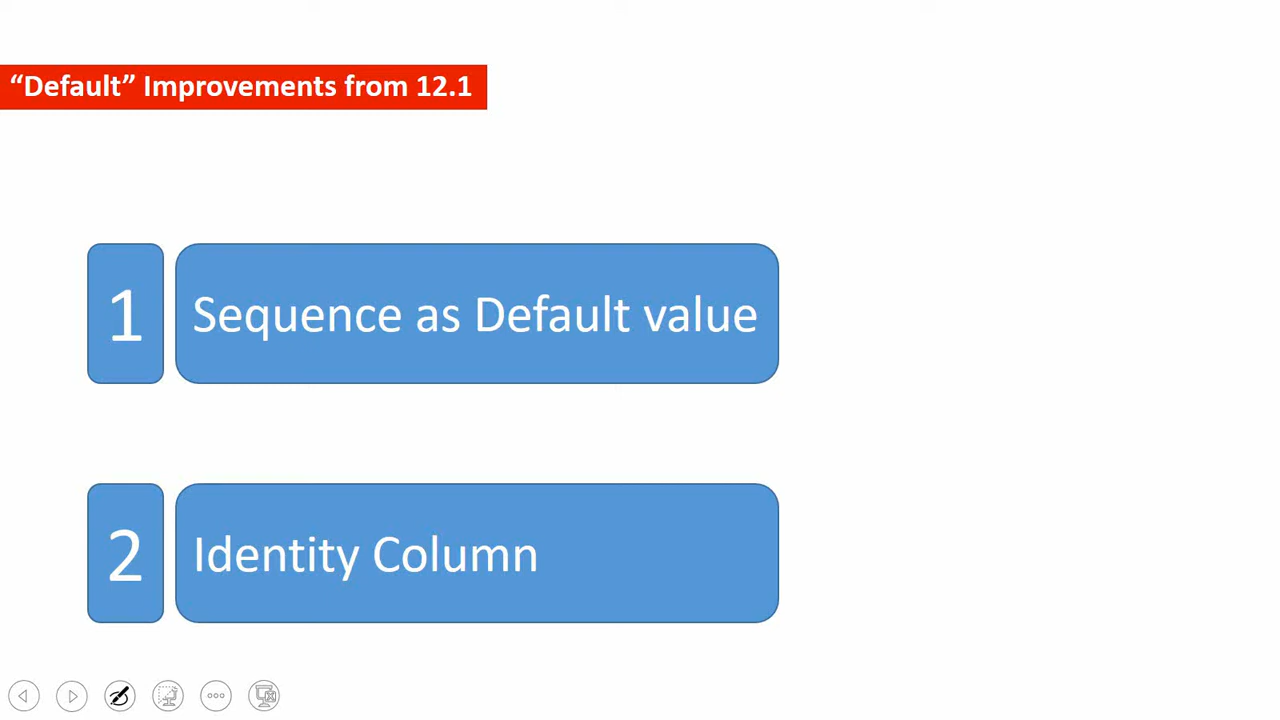 “Default” Improvements from 12.1
1
Sequence as Default value
2
Identity Column